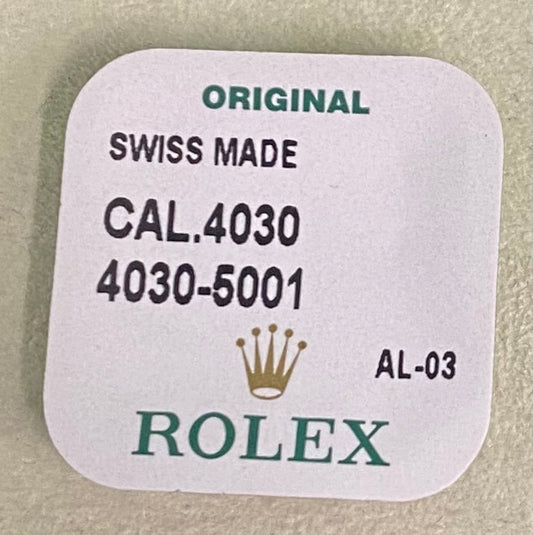 ORIGINAL
SWISS MADE
CAL.4030
4030-5001
AL-03
ROLEX